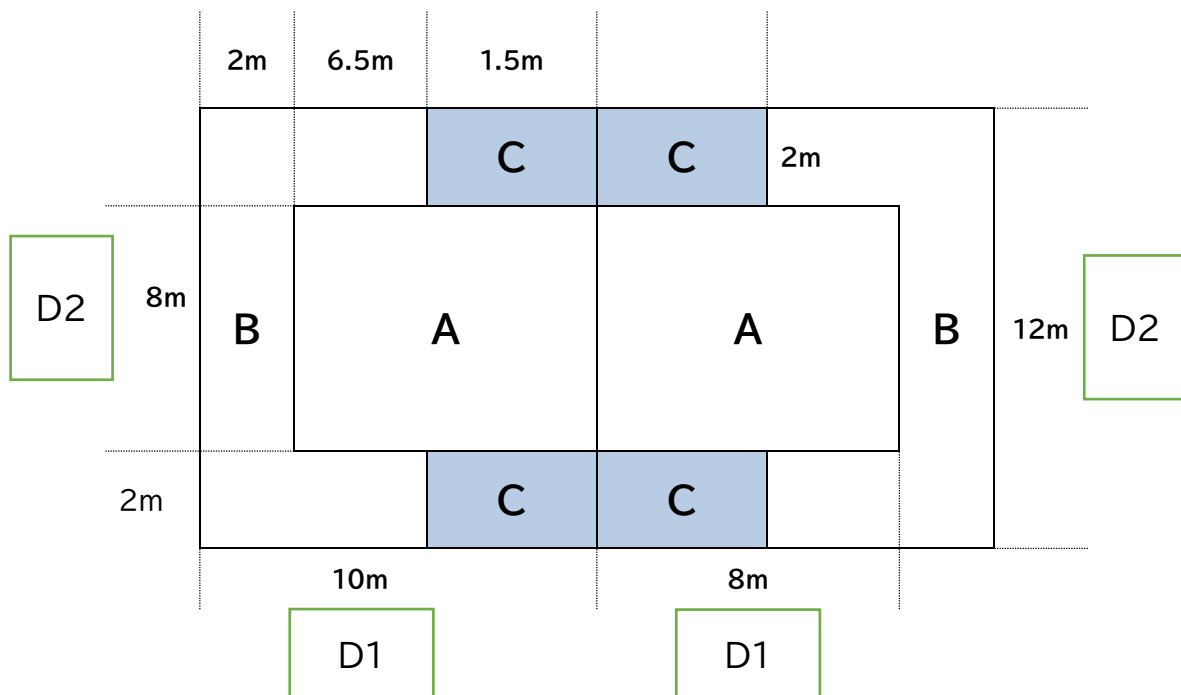 2m 6.5m 1.5m
C C 2m
D2 8m B A A B 12m D2
2m C C
10m 8m
D1 D1